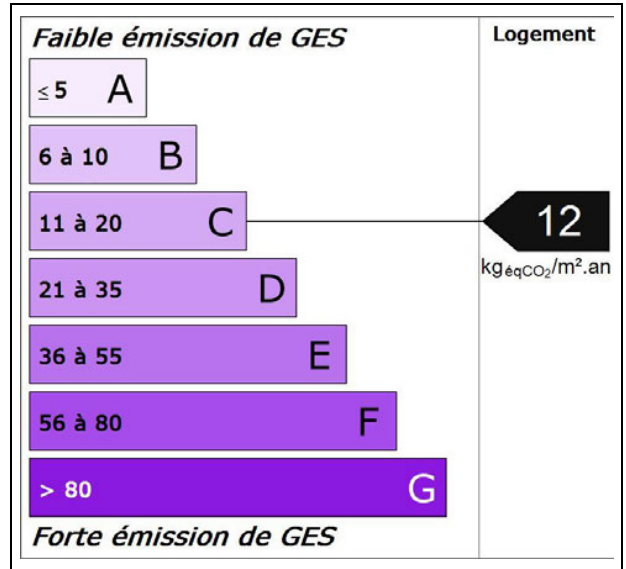 Faible émission de GES
Logement
≤ 5 A
6 à 10 B
11 à 20 C
12
kgéqCO₂/m².an
21 à 35 D
36 à 55 E
56 à 80 F
> 80 G
Forte émission de GES